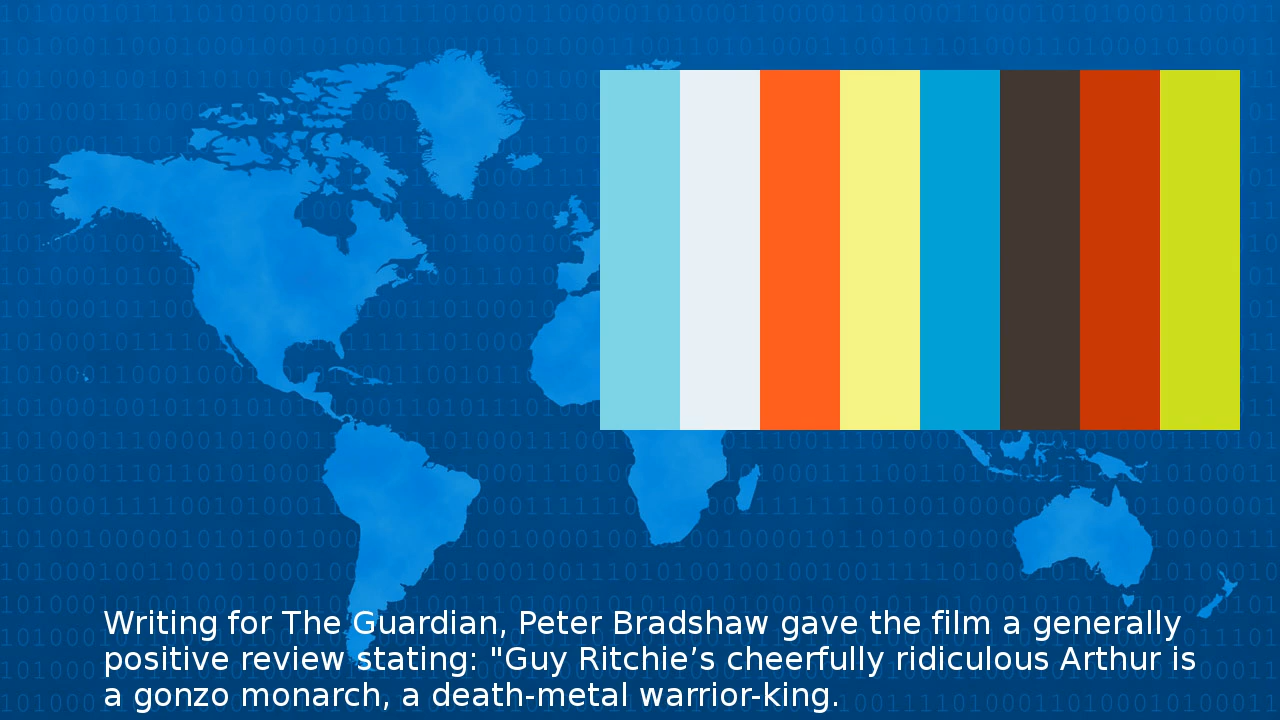 Writing for The Guardian, Peter Bradshaw gave the film a generally
positive review stating: "Guy Ritchie’s cheerfully ridiculous Arthur is
a gonzo monarch, a death-metal warrior-king.